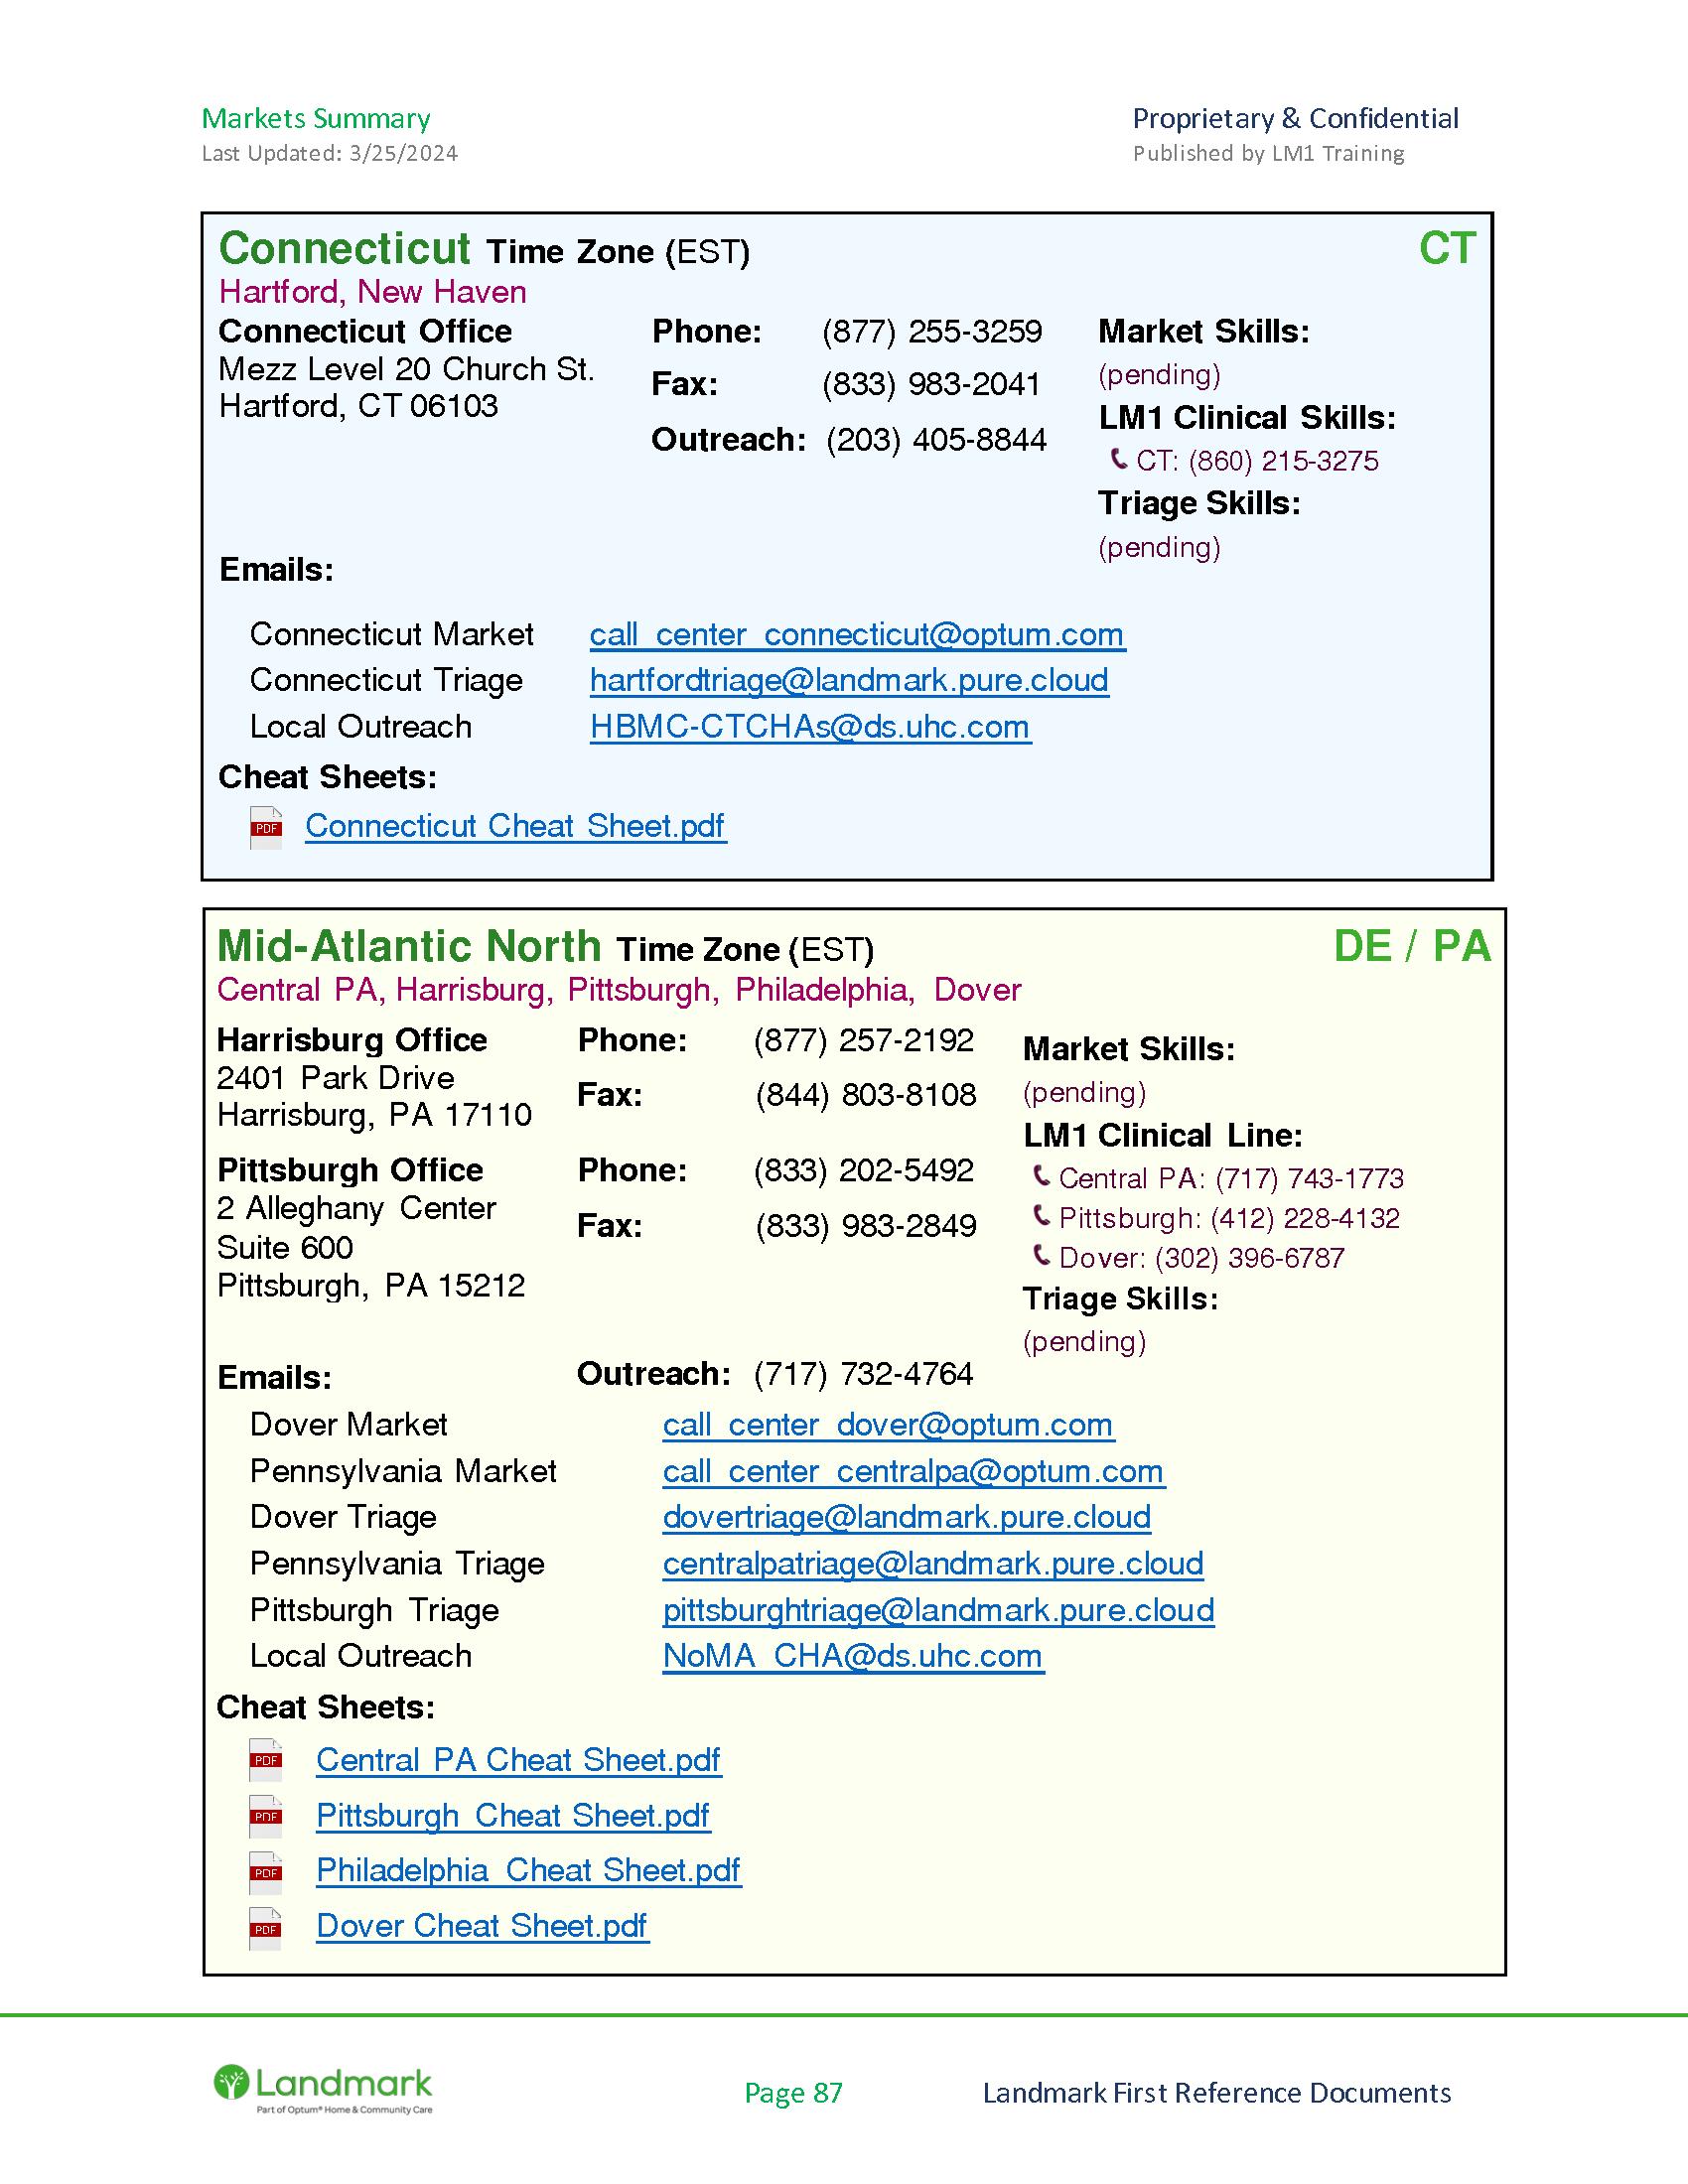 Markets Summary
Last Updated: 3/25/2024
Proprietary & Confidential
Published by LM1 Training
Connecticut Time Zone (EST) CT
Hartford, New Haven
Connecticut Office
Mezz Level 20 Church St.
Hartford, CT 06103
Phone: (877) 255-3259
Fax: (833) 983-2041
Outreach: (203) 405-8844
Market Skills:
(pending)
LM1 Clinical Skills:
CT: (860) 215-3275
Triage Skills:
(pending)
Emails:
Connecticut Market call_center_connecticut@optum.com
Connecticut Triage hartfordtriage@landmark.pure.cloud
Local Outreach HBMC-CTCHAs@ds.uhc.com
Cheat Sheets:
PDF Connecticut Cheat Sheet.pdf
Mid-Atlantic North Time Zone (EST) DE / PA
Central PA, Harrisburg, Pittsburgh, Philadelphia, Dover
Harrisburg Office
2401 Park Drive
Harrisburg, PA 17110
Phone: (877) 257-2192
Fax: (844) 803-8108
Pittsburgh Office
2 Alleghany Center
Suite 600
Pittsburgh, PA 15212
Phone: (833) 202-5492
Fax: (833) 983-2849
Market Skills:
(pending)
LM1 Clinical Line:
Central PA: (717) 743-1773
Pittsburgh: (412) 228-4132
Dover: (302) 396-6787
Triage Skills:
(pending)
Emails:
Outreach: (717) 732-4764
Dover Market call_center_dover@optum.com
Pennsylvania Market call_center_centralpa@optum.com
Dover Triage dovertriage@landmark.pure.cloud
Pennsylvania Triage centralpatriage@landmark.pure.cloud
Pittsburgh Triage pittsburghtriage@landmark.pure.cloud
Local Outreach NoMA_CHA@ds.uhc.com
Cheat Sheets:
PDF Central PA Cheat Sheet.pdf
PDF Pittsburgh Cheat Sheet.pdf
PDF Philadelphia Cheat Sheet.pdf
PDF Dover Cheat Sheet.pdf
Landmark
Part of Optum® Home & Community Care
Page 87
Landmark First Reference Documents